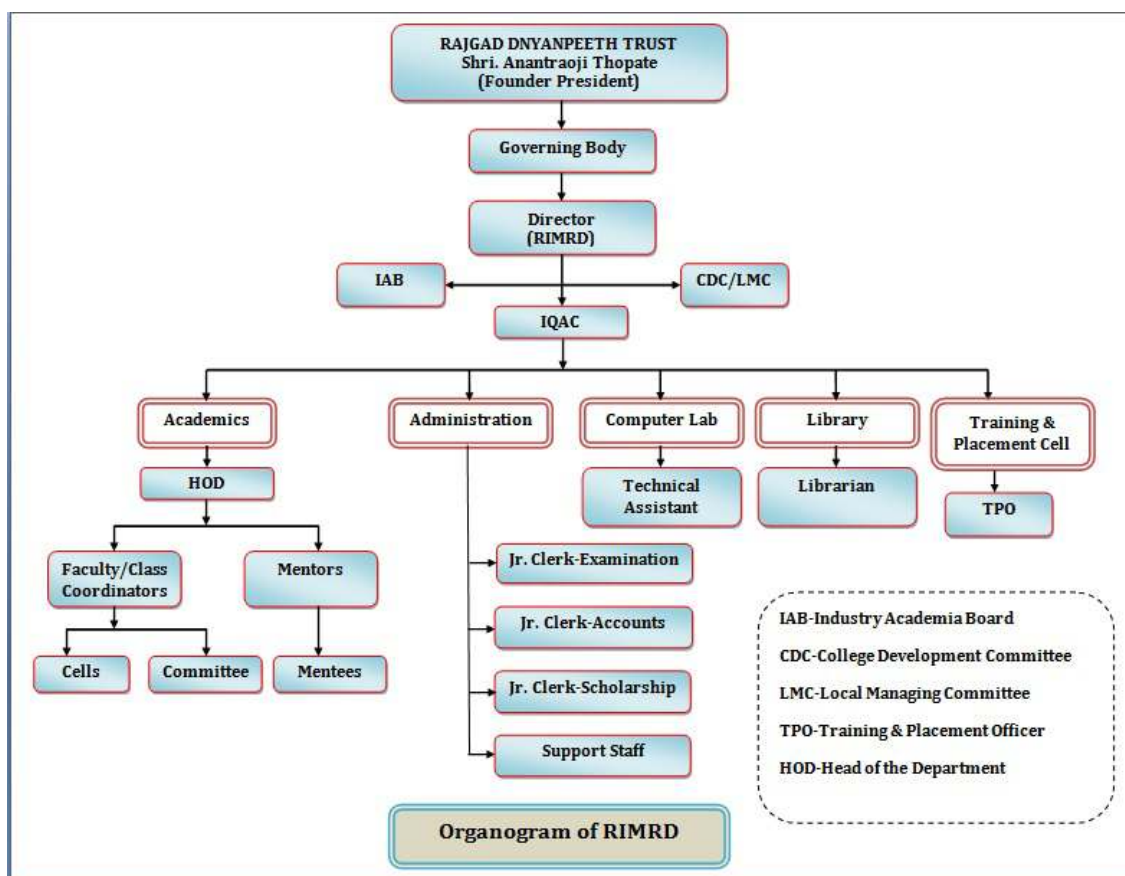 RAJGAD DNYANPEETH TRUST
Shri. Anantraoji Thopate
(Founder President)
Governing Body
Director
(RIMRD)
IAB
CDC/LMC
IQAC
Academics
Administration
Computer Lab
Library
Training &
Placement Cell
HOD
Technical
Assistant
Librarian
TPO
Faculty/Class
Coordinators
Mentors
Cells
Committee
Mentees
Jr. Clerk-Examination
Jr. Clerk-Accounts
Jr. Clerk-Scholarship
Support Staff
IAB-Industry Academia Board
CDC-College Development Committee
LMC-Local Managing Committee
TPO-Training & Placement Officer
HOD-Head of the Department
Organogram of RIMRD